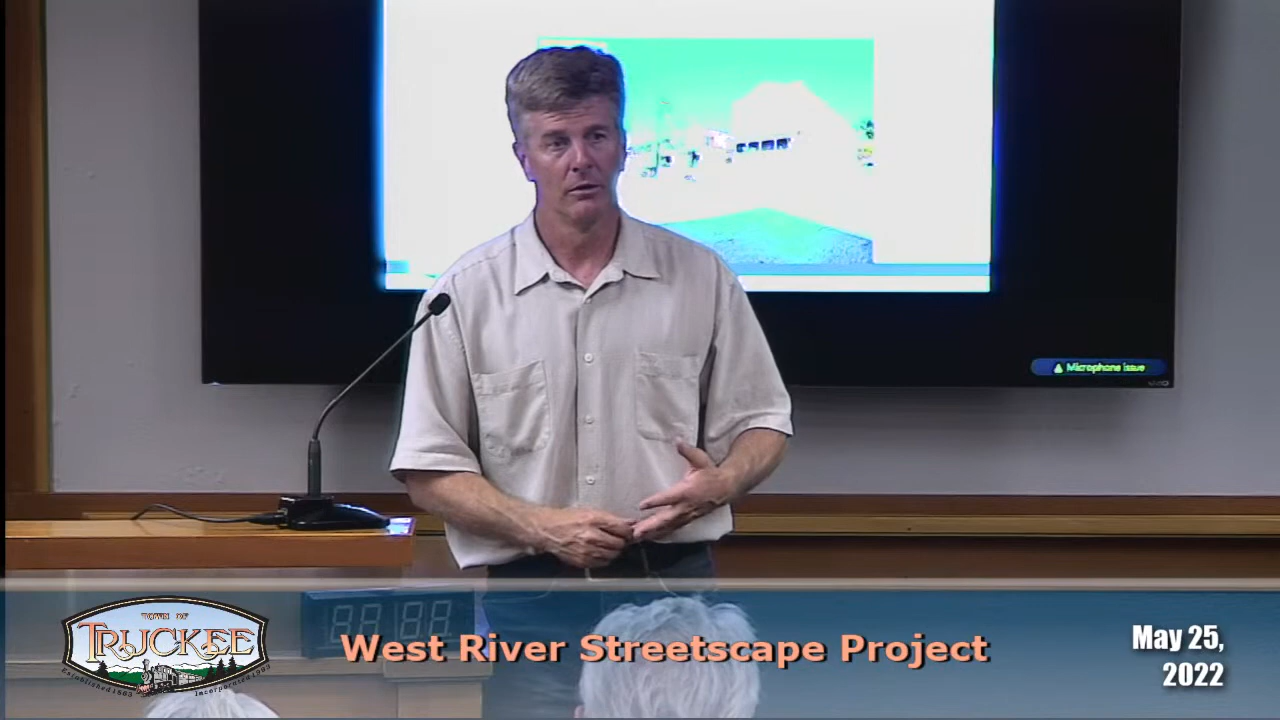 Microphone issue
TOWN OF
TRUCKEE
Established 1863
Incorporated 1993
West River Streetscape Project
May 25,
2022